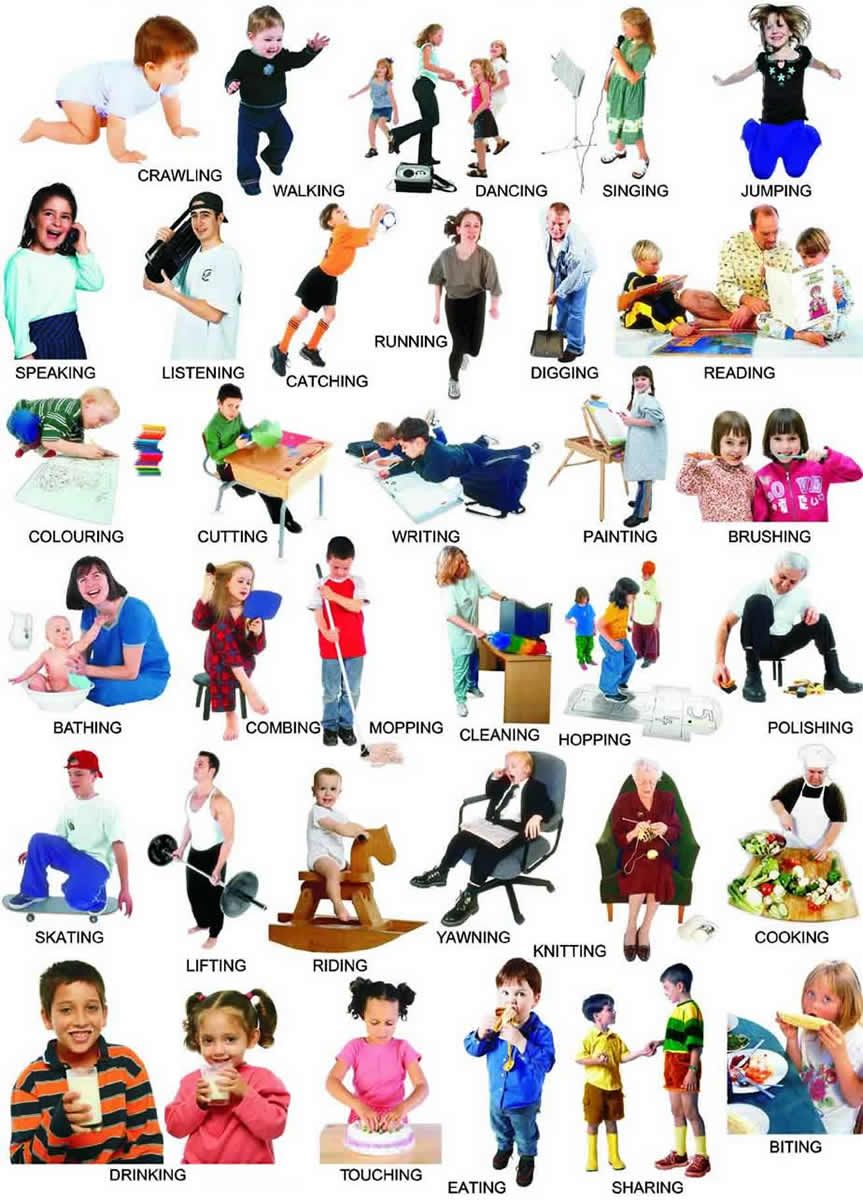 CRAWLING
WALKING
DANCING
SINGING
JUMPING
SPEAKING
LISTENING
CATCHING
RUNNING
DIGGING
READING
COLOURING
CUTTING
WRITING
PAINTING
BRUSHING
BATHING
COMBING
MOPPING
CLEANING
HOPPING
POLISHING
SKATING
LIFTING
RIDING
YAWNING
KNITTING
COOKING
DRINKING
TOUCHING
EATING
SHARING
BITING